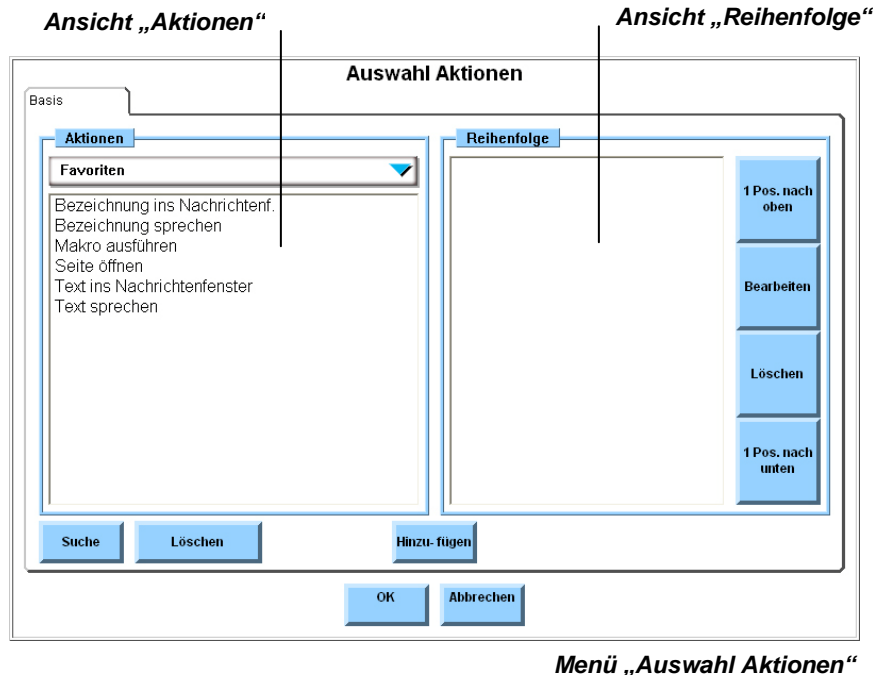 Ansicht „Aktionen“
Ansicht „Reihenfolge“
Auswahl Aktionen
Basis
Aktionen
Favoriten
Bezeichnung ins Nachrichtenf.
Bezeichnung sprechen
Makro ausführen
Seite öffnen
Text ins Nachrichtenfenster
Text sprechen
Reihenfolge
1 Pos. nach
oben
Bearbeiten
Löschen
1 Pos. nach
unten
Suche
Löschen
Hinzu- fügen
OK
Abbrechen
Menü „Auswahl Aktionen“